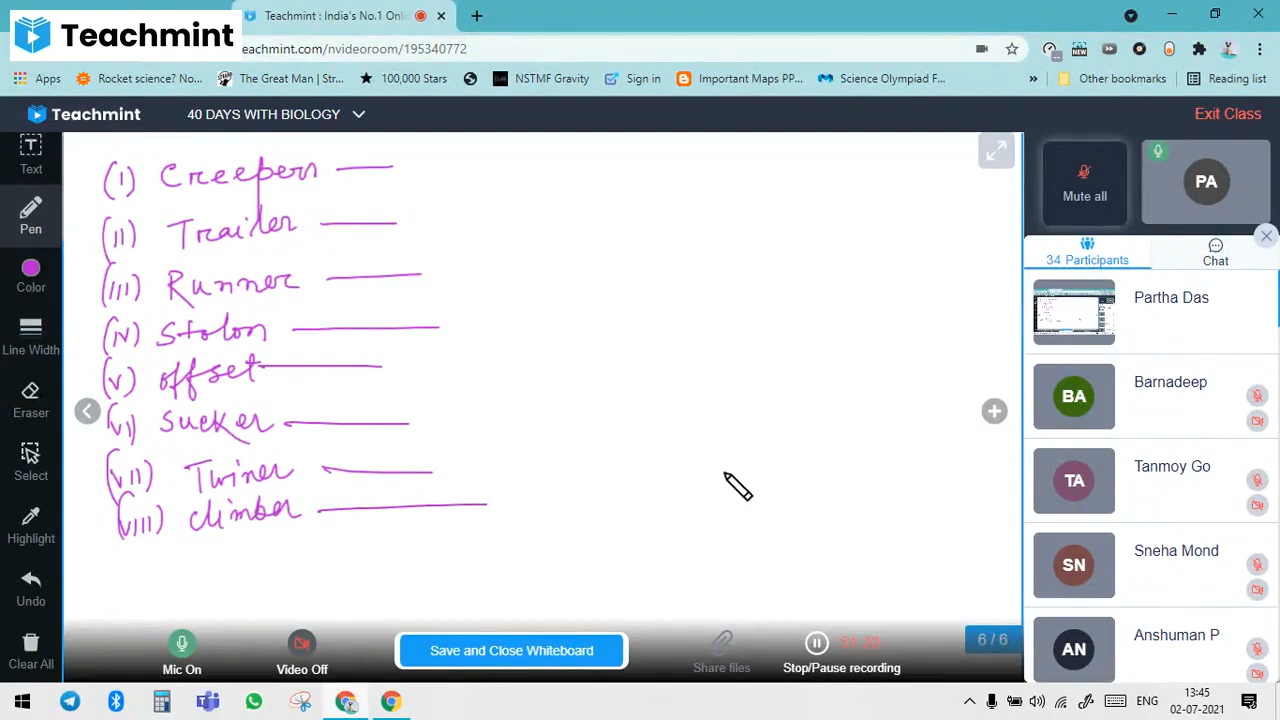 Teachmint : India's No.1 Onli
Teachmint
eachmint.com/nvideoroom/195340772
NEW
Apps
Rocket science? No...
The Great Man | Str...
100,000 Stars
NSTMF Gravity
Sign in
Important Maps PP...
Science Olympiad F...
»
Other bookmarks
Reading list
Teachmint
40 DAYS WITH BIOLOGY
Exit Class
Text
Pen
Color
Line Width
Eraser
Select
Highlight
Undo
Clear All
(I) Creepers —
(II) Trailer —
(III) Runner —
(IV) Stolon —
(V) offset —
(VI) Sucker —
(VII) Twiner —
(VIII) climber —
Mute all
PA
34 Participants
Chat
Partha Das
BA
Barnadeep
TA
Tanmoy Go
SN
Sneha Mond
AN
Anshuman P
Mic On
Video Off
Save and Close Whiteboard
Share files
51:20
Stop/Pause recording
6 / 6
ENG
13:45
02-07-2021